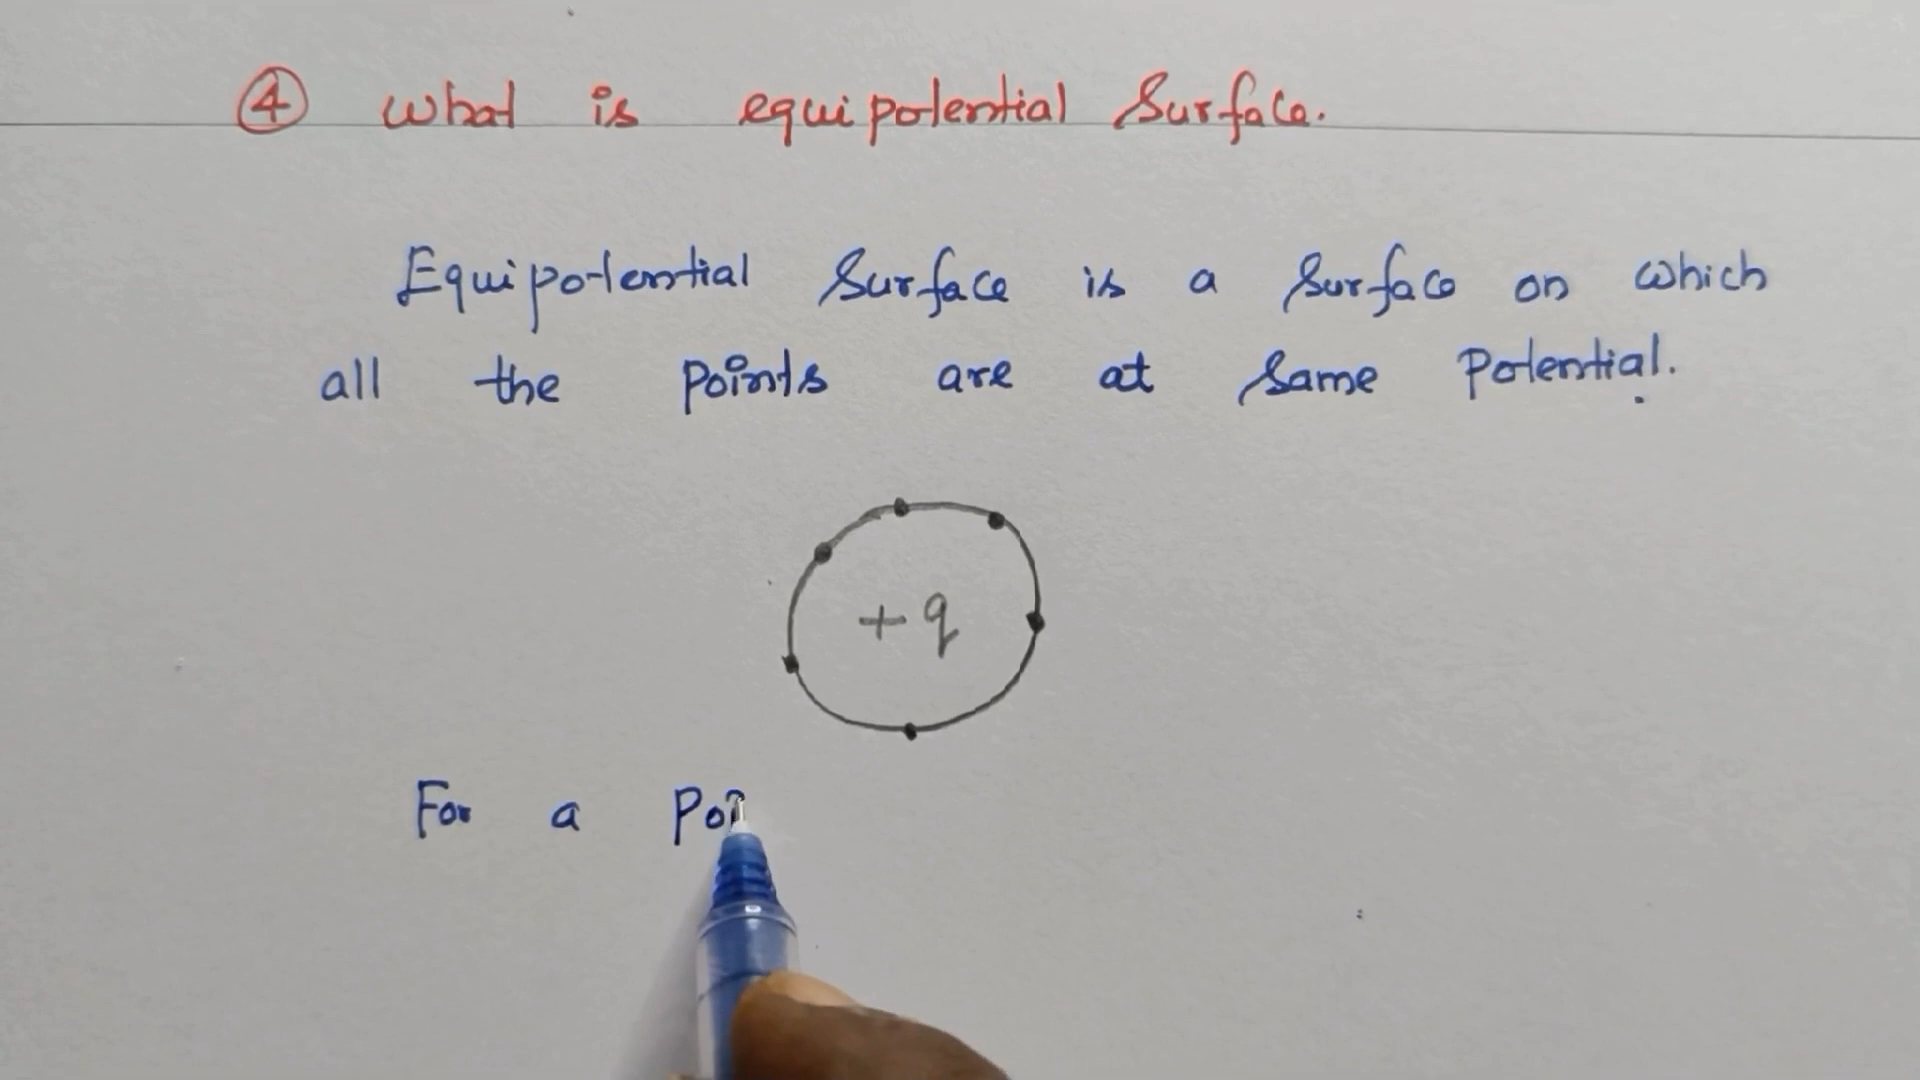 ④ What is equipotential Surface.
Equipotential Surface is a Surface on which
all the Points are at Same Potential.
+q
For a Poi